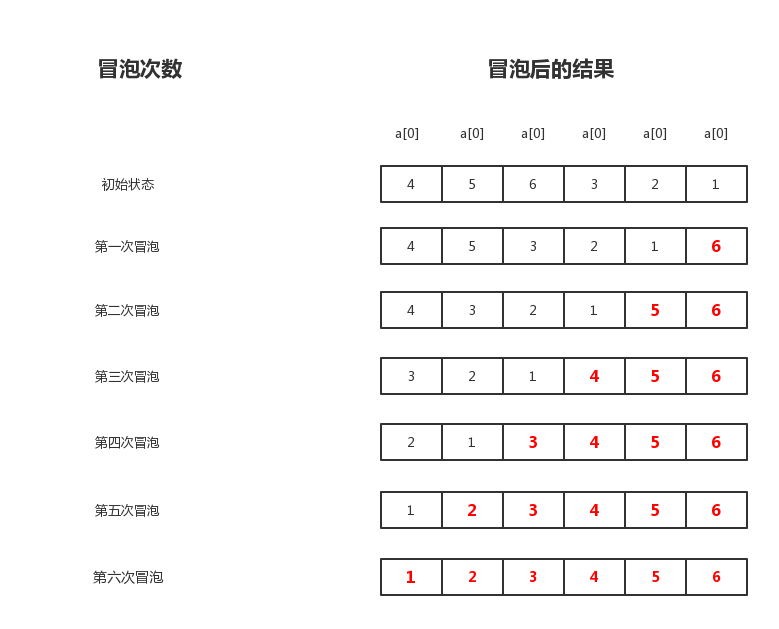 冒泡次数 冒泡后的结果
a[0] a[0] a[0] a[0] a[0] a[0]
初始状态 4 5 6 3 2 1
第一次冒泡 4 5 3 2 1 6
第二次冒泡 4 3 2 1 5 6
第三次冒泡 3 2 1 4 5 6
第四次冒泡 2 1 3 4 5 6
第五次冒泡 1 2 3 4 5 6
第六次冒泡 1 2 3 4 5 6